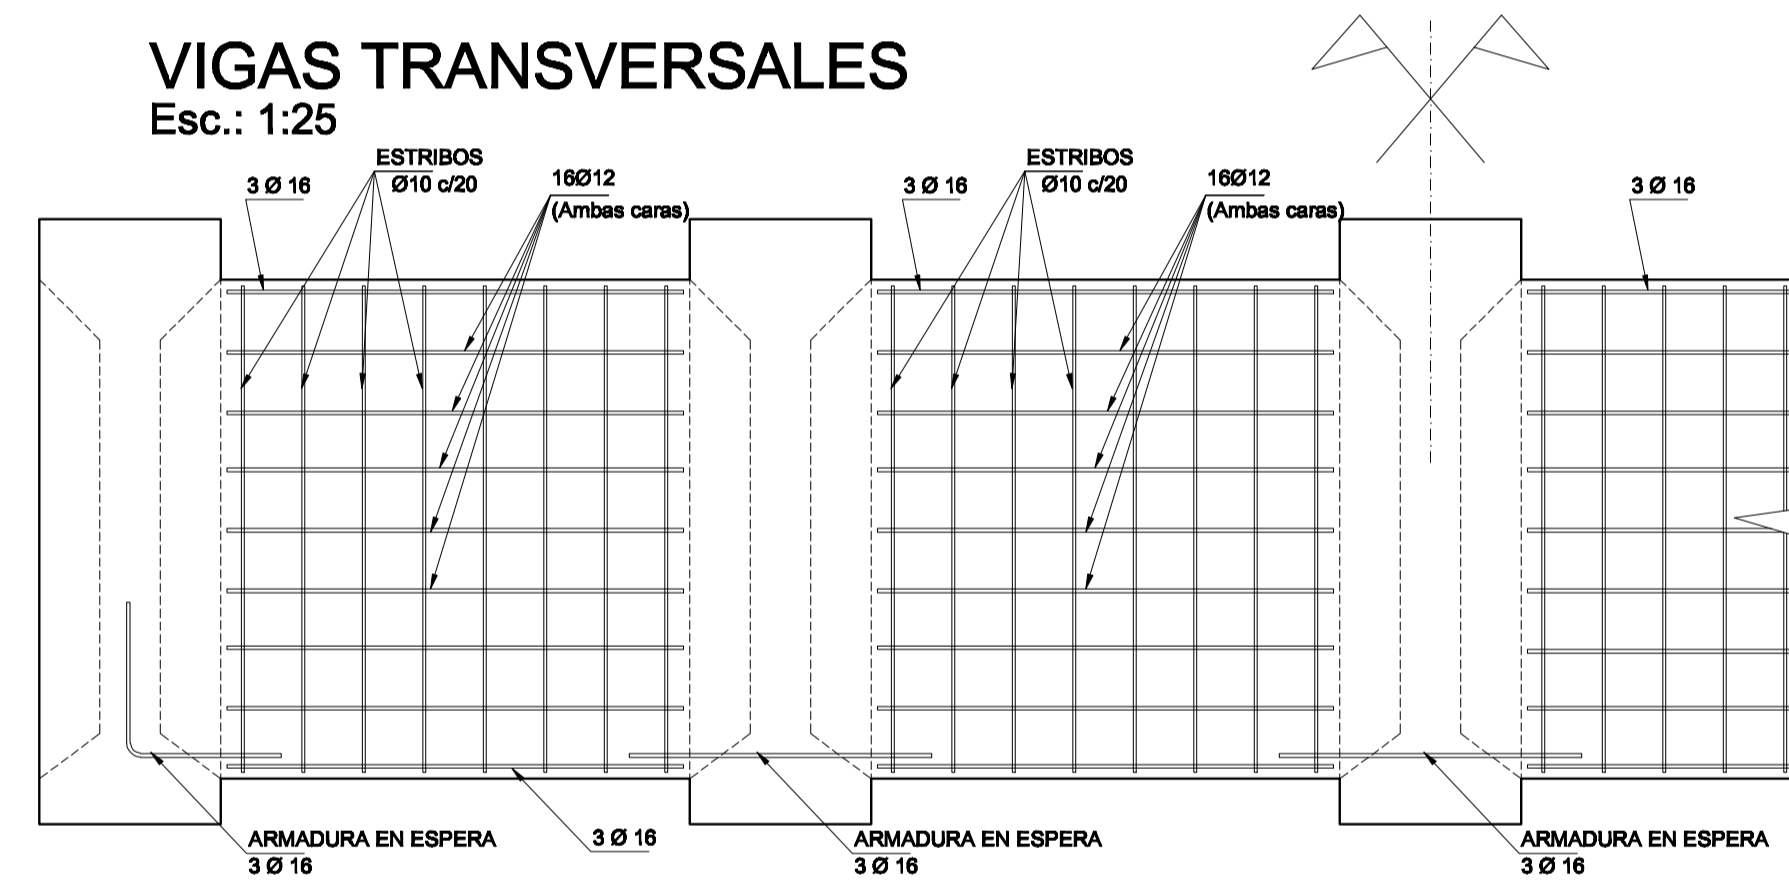 VIGAS TRANSVERSALES
Esc.: 1:25
3 Ø 16
ESTRIBOS
Ø10 c/20
16Ø12
(Ambas caras)
3 Ø 16
ESTRIBOS
Ø10 c/20
16Ø12
(Ambas caras)
3 Ø 16
ARMADURA EN ESPERA
3 Ø 16
3 Ø 16
ARMADURA EN ESPERA
3 Ø 16
ARMADURA EN ESPERA
3 Ø 16